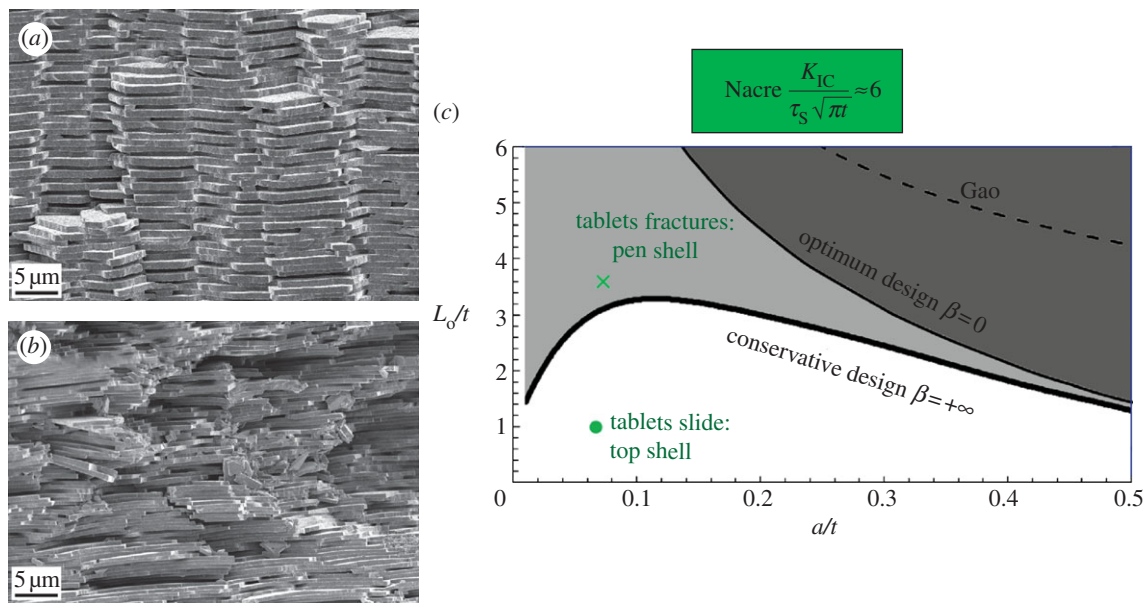 (a)
5 µm
(b)
5 µm
(c)
Nacre K_IC / τ_S √πt ≈6
L_o/t
6
5
4
3
2
1
0
0.1
0.2
0.3
0.4
0.5
a/t
Gao
tablets fractures:
pen shell
optimum design β=0
conservative design β=+∞
tablets slide:
top shell